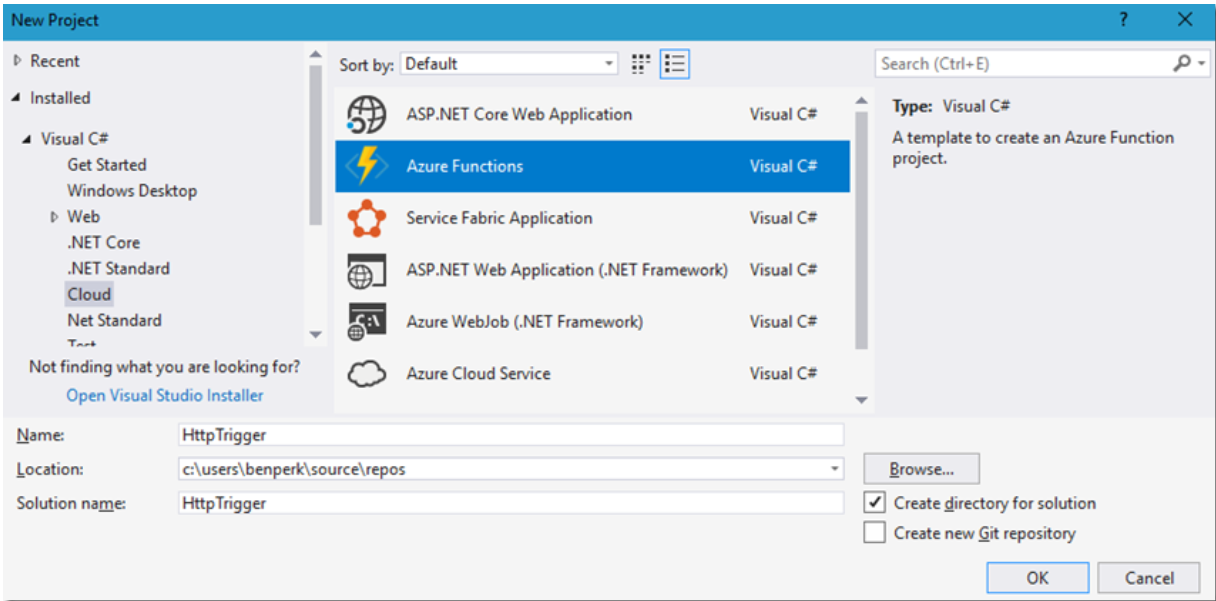 New Project
?
Recent
Installed
Visual C#
Get Started
Windows Desktop
Web
.NET Core
.NET Standard
Cloud
Net Standard
Test
Not finding what you are looking for?
Open Visual Studio Installer
Sort by: Default
ASP.NET Core Web Application Visual C#
Azure Functions Visual C#
Service Fabric Application Visual C#
ASP.NET Web Application (.NET Framework) Visual C#
C:\
Azure WebJob (.NET Framework) Visual C#
Azure Cloud Service Visual C#
Search (Ctrl+E)
Type: Visual C#
A template to create an Azure Function
project.
Name: HttpTrigger
Location: c:\users\benperk\source\repos
Browse...
Solution name: HttpTrigger
Create directory for solution
Create new Git repository
OK Cancel